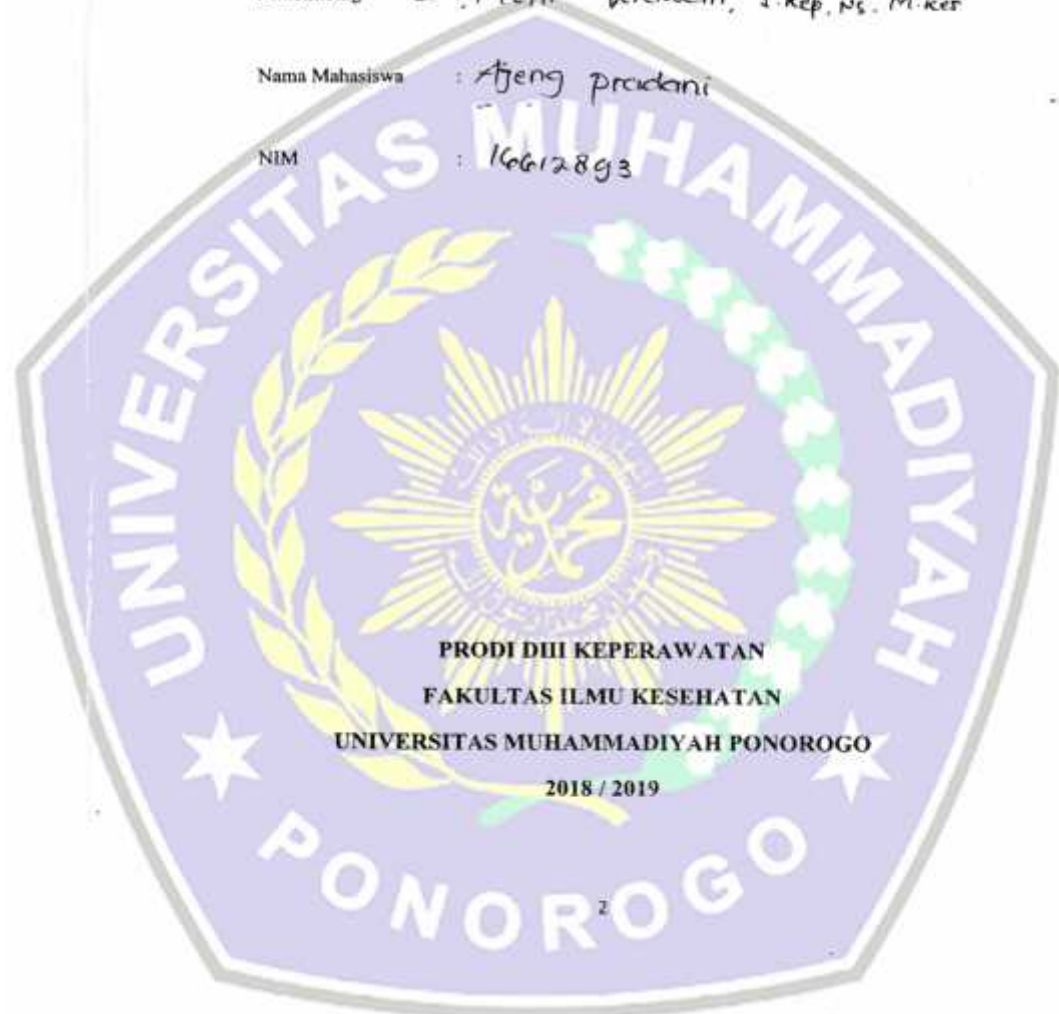 S.Kep, Ns, M.Kes
Nama Mahasiswa : Ajeng pradani
NIM : 16612893
UNIVERSITAS MUHAMMADIYAH
محمدية
PRODI DIII KEPERAWATAN
FAKULTAS ILMU KESEHATAN
UNIVERSITAS MUHAMMADIYAH PONOROGO
2018 / 2019
PONOROGO
2